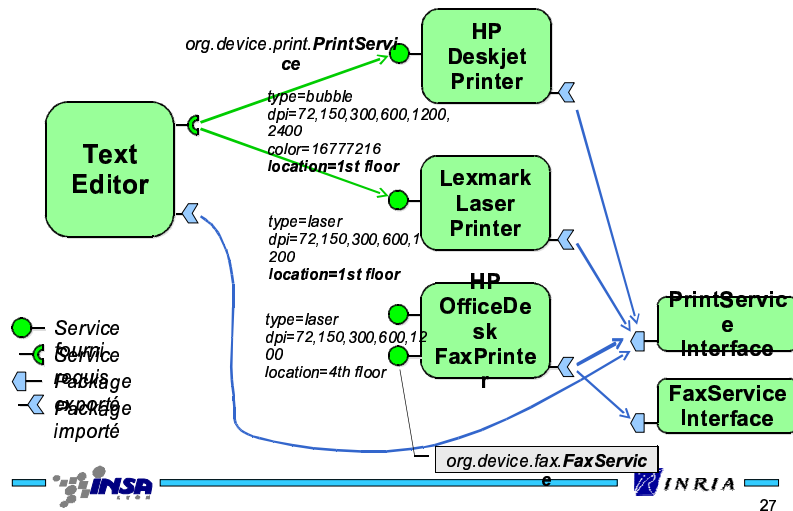 org.device.print.PrintServi
ce
HP
Deskjet
Printer
type=bubble
dpi=72,150,300,600,1200,
2400
color=16777216
location=1st floor
Text
Editor
Lexmark
Laser
Printer
type=laser
dpi=72,150,300,600,1
200
location=1st floor
HP
OfficeDe
sk
FaxPrinte
r
type=laser
dpi=72,150,300,600,12
00
location=4th floor
PrintServic
e
Interface
FaxService
Interface
Service
fourni
Service
requis
Package
exporté
Package
importé
org.device.fax.FaxServic
e
INSA
INRIA
27